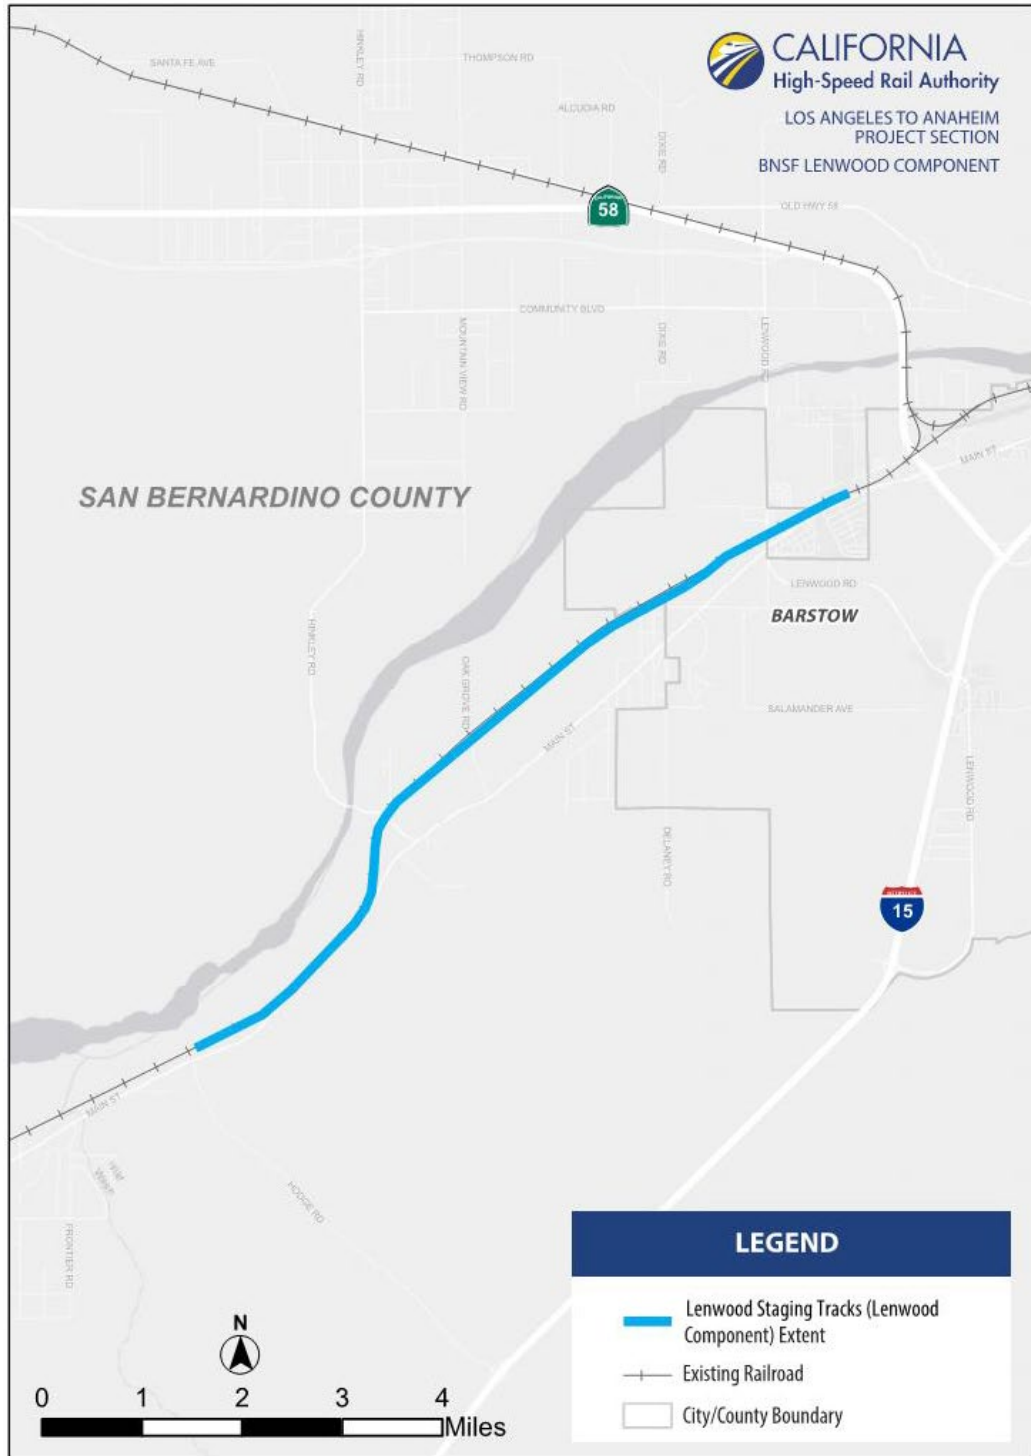 CALIFORNIA
High-Speed Rail Authority
LOS ANGELES TO ANAHEIM
PROJECT SECTION
BNSF LENWOOD COMPONENT
HINKLEY RD
SANTA FE AVE
THOMPSON RD
ALCUDIA RD
DIXIE RD
CALIFORNIA
58
OLD HWY 58
COMMUNITY BLVD
MOUNTAIN VIEW RD
DIXIE RD
LENWOOD RD
MAIN ST
SAN BERNARDINO COUNTY
LENWOOD RD
BARSTOW
HINKLEY RD
OAK GROVE RD
SALAMANDER AVE
MAIN ST
LENWOOD RD
DELANEY RD
INTERSTATE
15
MAIN ST
Wash
HODGE RD
FRONTIER RD
LEGEND
Lenwood Staging Tracks (Lenwood
Component) Extent
Existing Railroad
City/County Boundary
N
0 1 2 3 4
Miles